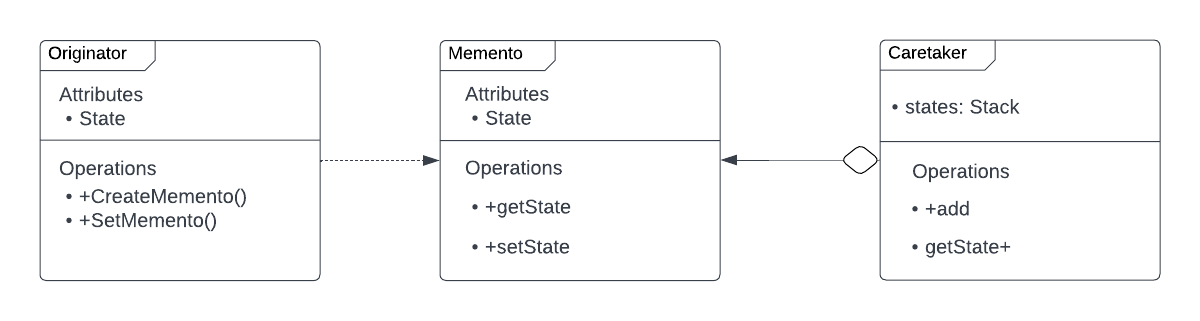 Originator
Attributes
• State
Operations
• +CreateMemento()
• +SetMemento()
Memento
Attributes
• State
Operations
• +getState
• +setState
Caretaker
• states: Stack
Operations
• +add
• getState+